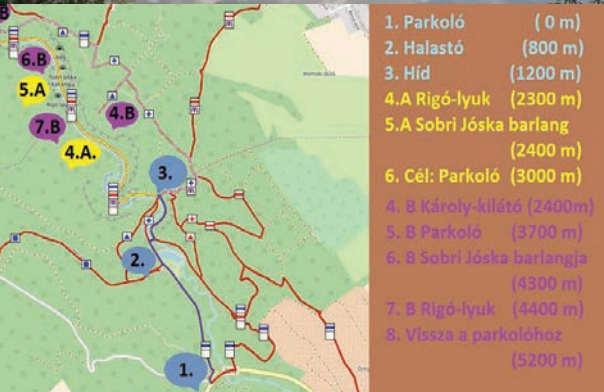 B
6.B
5.A
7.B
4.B
4.A.
3.
2.
1.
1. Parkoló ( 0 m)
2. Halastó (800 m)
3. Híd (1200 m)
4.A Rigó-lyuk (2300 m)
5.A Sobri Jóska barlang
(2400 m)
6. Cél: Parkoló (3000 m)
4. B Károly-kilátó (2400m)
5. B Parkoló (3700 m)
6. B Sobri Jóska barlangja
(4300 m)
7. B Rigó-lyuk (4400 m)
8. Vissza a parkolóhoz
(5200 m)